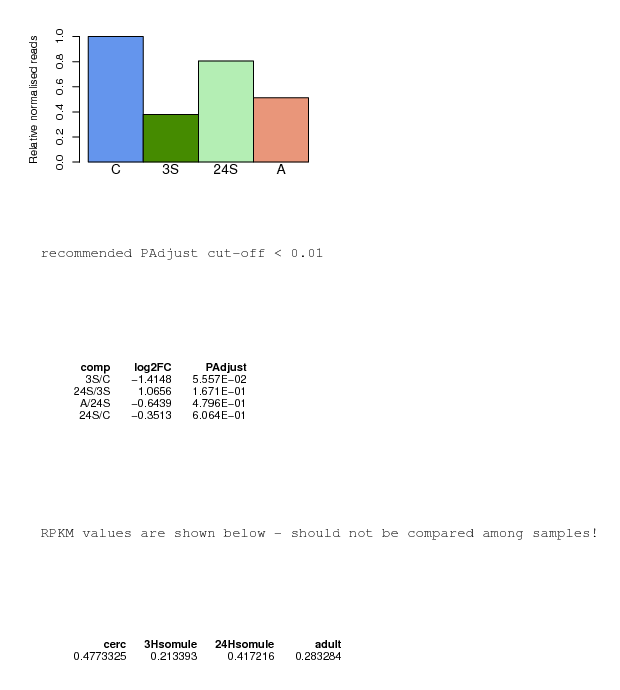 Relative normalised reads
1.0
0.8
0.6
0.4
0.2
0.0
C 3S 24S A
recommended PAdjust cut-off < 0.01
comp log2FC PAdjust
3S/C −1.4148 5.557E−02
24S/3S 1.0656 1.671E−01
A/24S −0.6439 4.796E−01
24S/C −0.3513 6.064E−01
RPKM values are shown below - should not be compared among samples!
cerc 3Hsomule 24Hsomule adult
0.4773325 0.213393 0.417216 0.283284